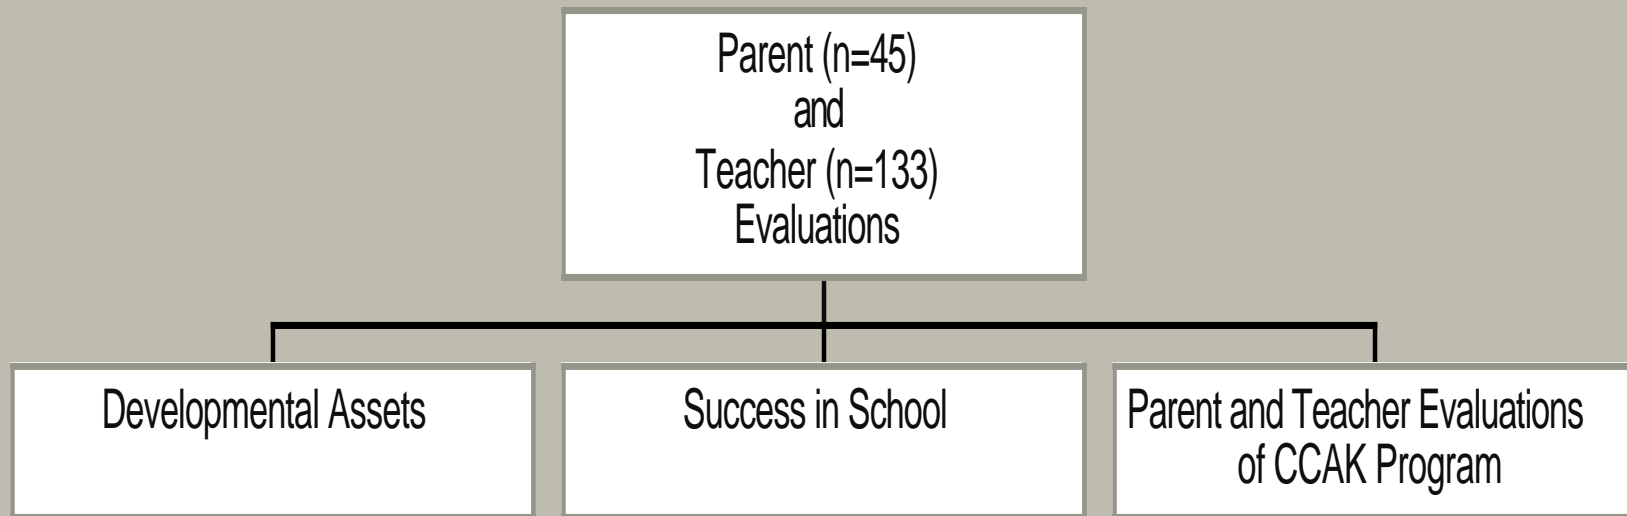 Parent (n=45)
and
Teacher (n=133)
Evaluations
Developmental Assets
Success in School
Parent and Teacher Evaluations
of CCAK Program